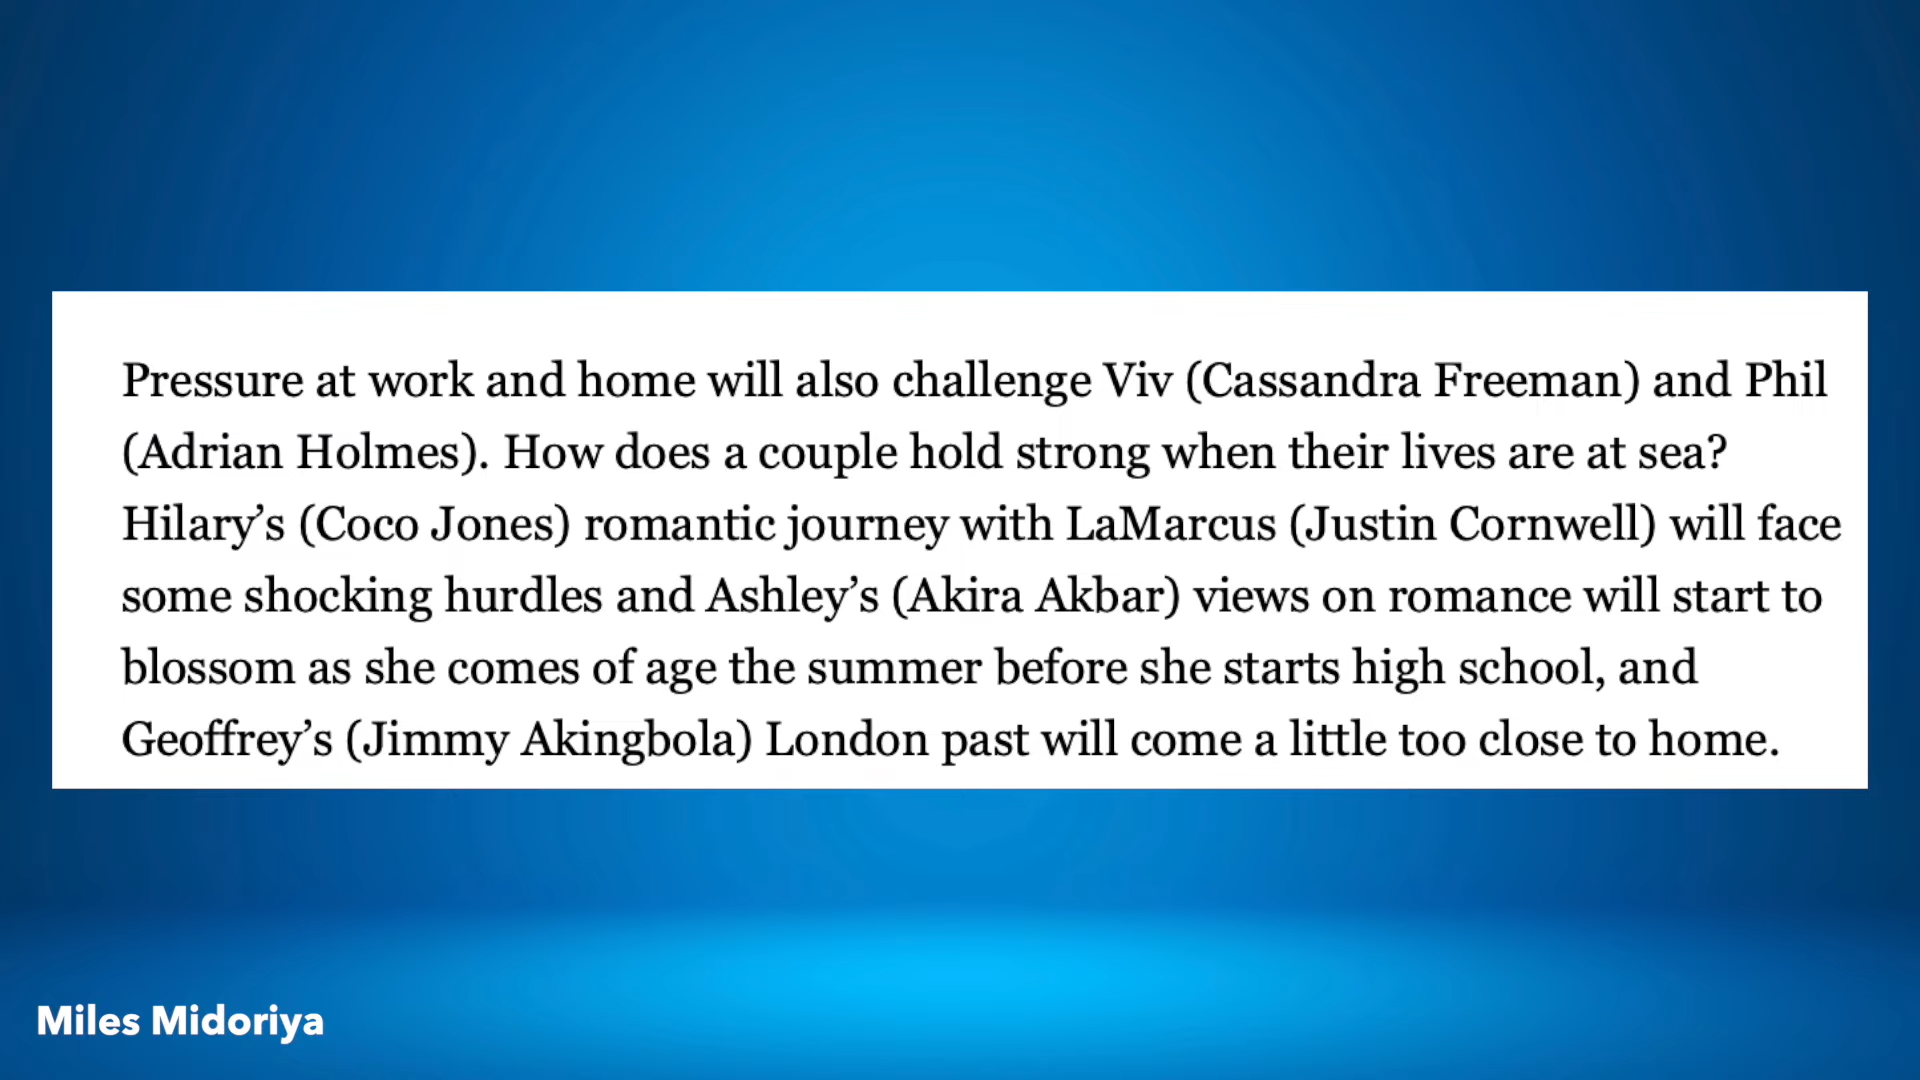 Pressure at work and home will also challenge Viv (Cassandra Freeman) and Phil
(Adrian Holmes). How does a couple hold strong when their lives are at sea?
Hilary’s (Coco Jones) romantic journey with LaMarcus (Justin Cornwell) will face
some shocking hurdles and Ashley’s (Akira Akbar) views on romance will start to
blossom as she comes of age the summer before she starts high school, and
Geoffrey’s (Jimmy Akingbola) London past will come a little too close to home.
Miles Midoriya